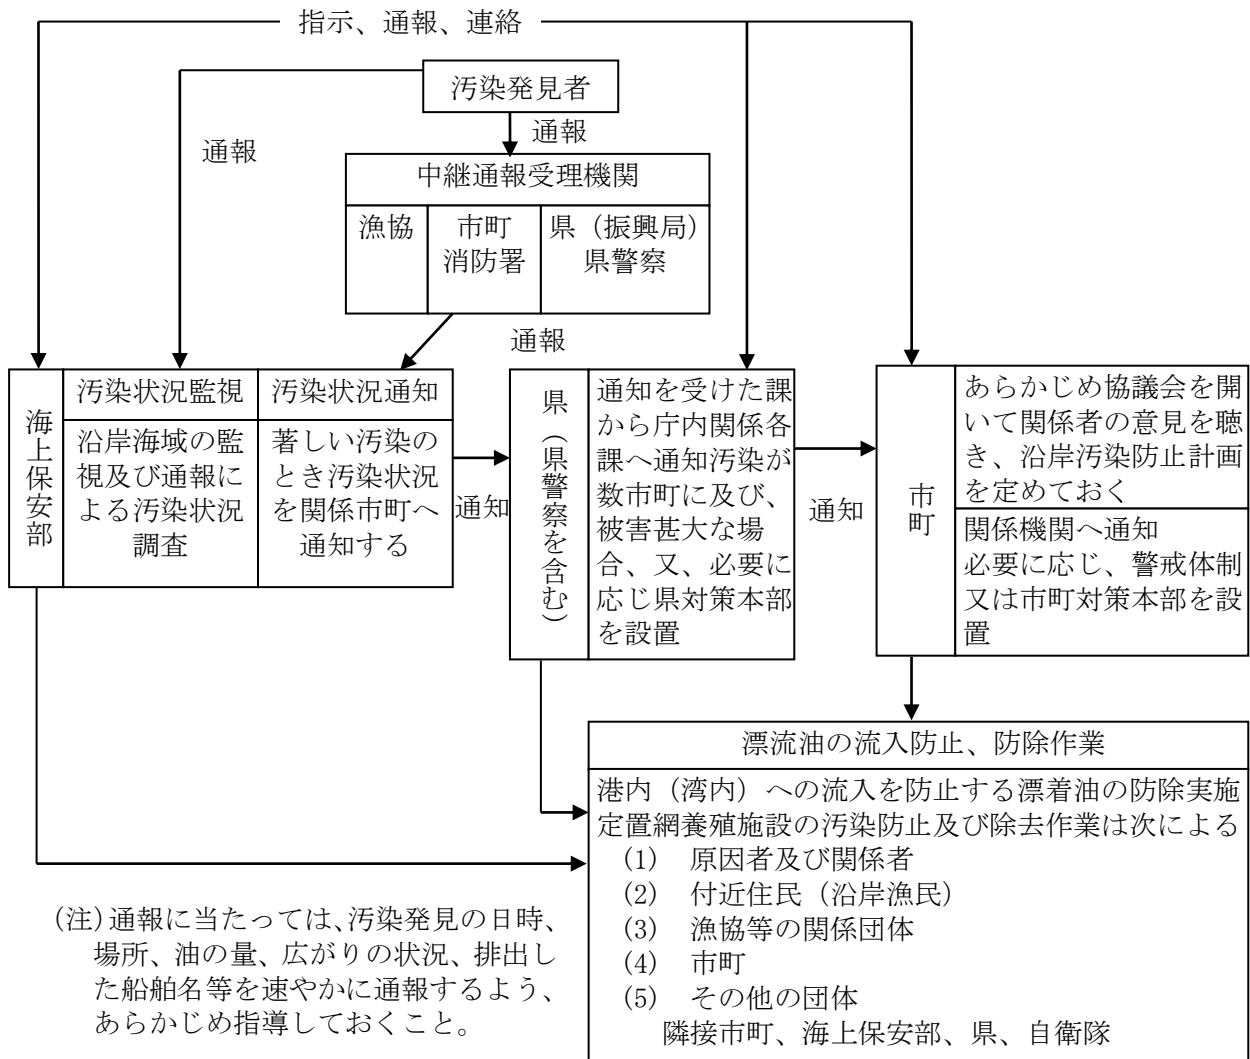 指示、通報、連絡
汚染発見者
通報
通報
中継通報受理機関
漁協
市町
消防署
県（振興局）
県警察
通報
海上保安部
汚染状況監視
沿岸海域の監
視及び通報に
よる汚染状況
調査
汚染状況通知
著しい汚染の
とき汚染状況
を関係市町へ
通知する
通知
県（県警察を含む）
通知を受けた課
から庁内関係各
課へ通知汚染が
数市町に及び、
被害甚大な場
合、又、必要に
応じ県対策本部
を設置
通知
市町
あらかじめ協議会を開
いて関係者の意見を聴
き、沿岸汚染防止計画
を定めておく
関係機関へ通知
必要に応じ、警戒体制
又は市町対策本部を設
置
漂流油の流入防止、防除作業
港内（湾内）への流入を防止する漂着油の防除実施
定置網養殖施設の汚染防止及び除去作業は次による
(1)　原因者及び関係者
(2)　付近住民（沿岸漁民）
(3)　漁協等の関係団体
(4)　市町
(5)　その他の団体
隣接市町、海上保安部、県、自衛隊
(注)通報に当たっては、汚染発見の日時、
場所、油の量、広がりの状況、排出し
た船舶名等を速やかに通報するよう、
あらかじめ指導しておくこと。